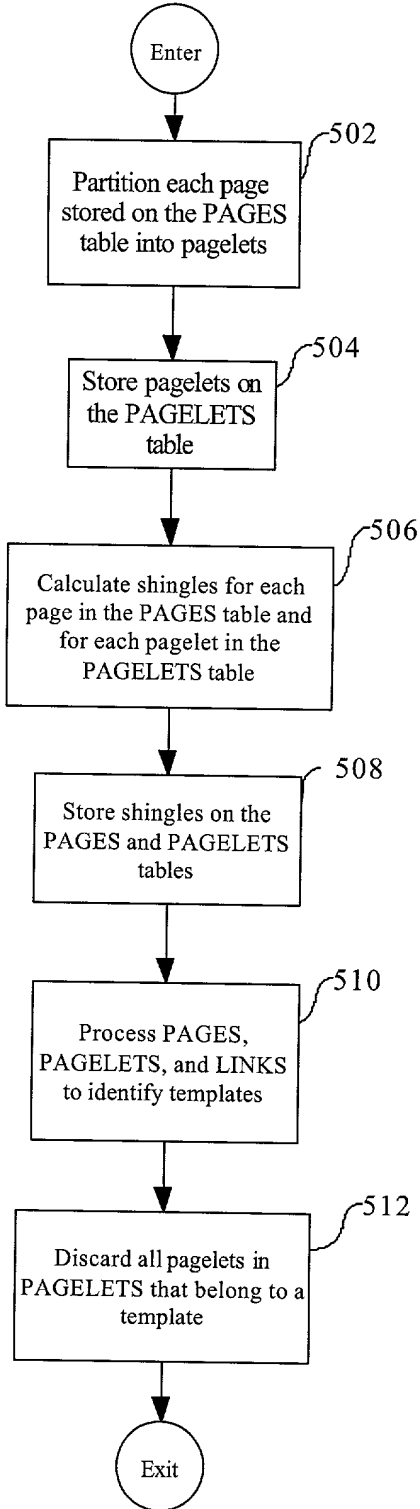 Enter
502
Partition each page
stored on the PAGES
table into pagelets
504
Store pagelets on
the PAGELETS
table
506
Calculate shingles for each
page in the PAGES table and
for each pagelet in the
PAGELETS table
508
Store shingles on the
PAGES and PAGELETS
tables
510
Process PAGES,
PAGELETS, and LINKS
to identify templates
512
Discard all pagelets in
PAGELETS that belong to a
template
Exit